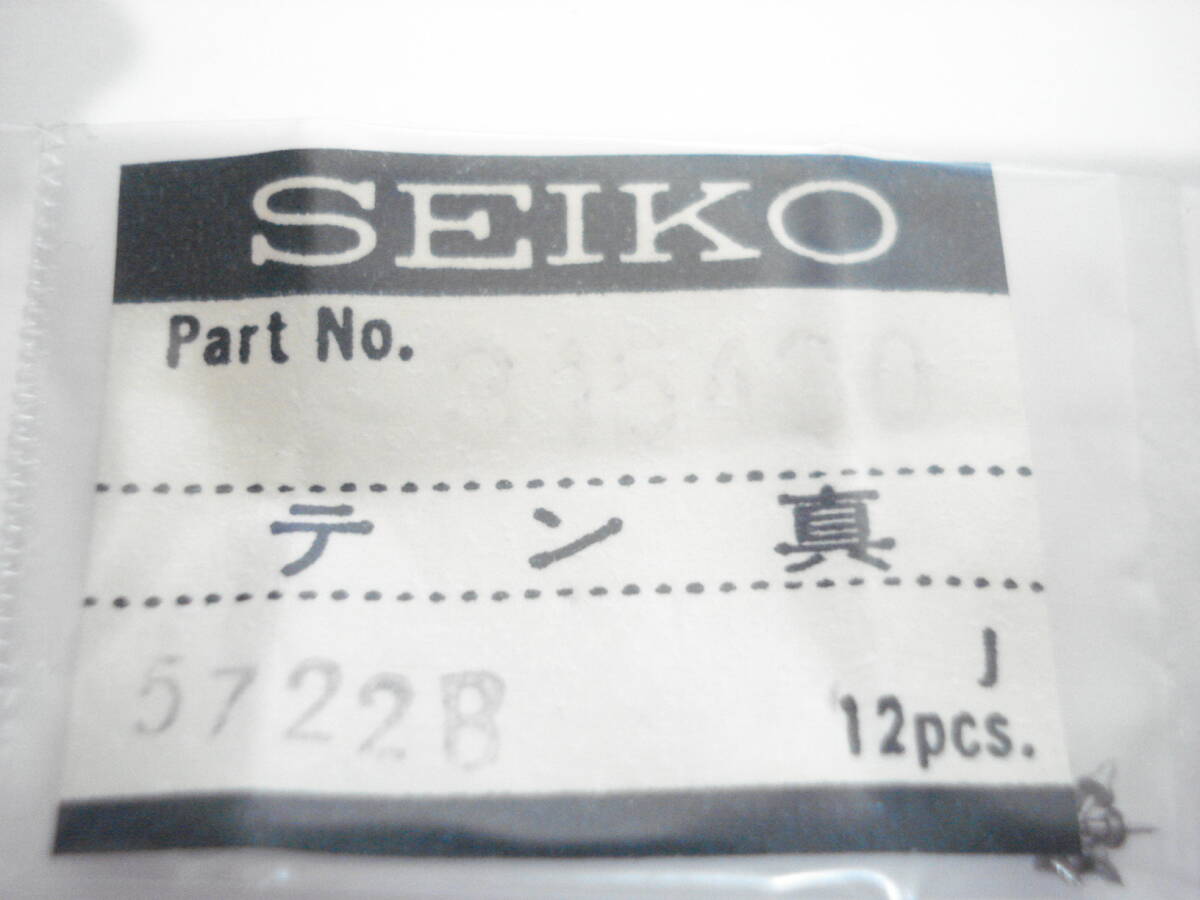 SEIKO
Part No.
テン真
5722B
J
12pcs.